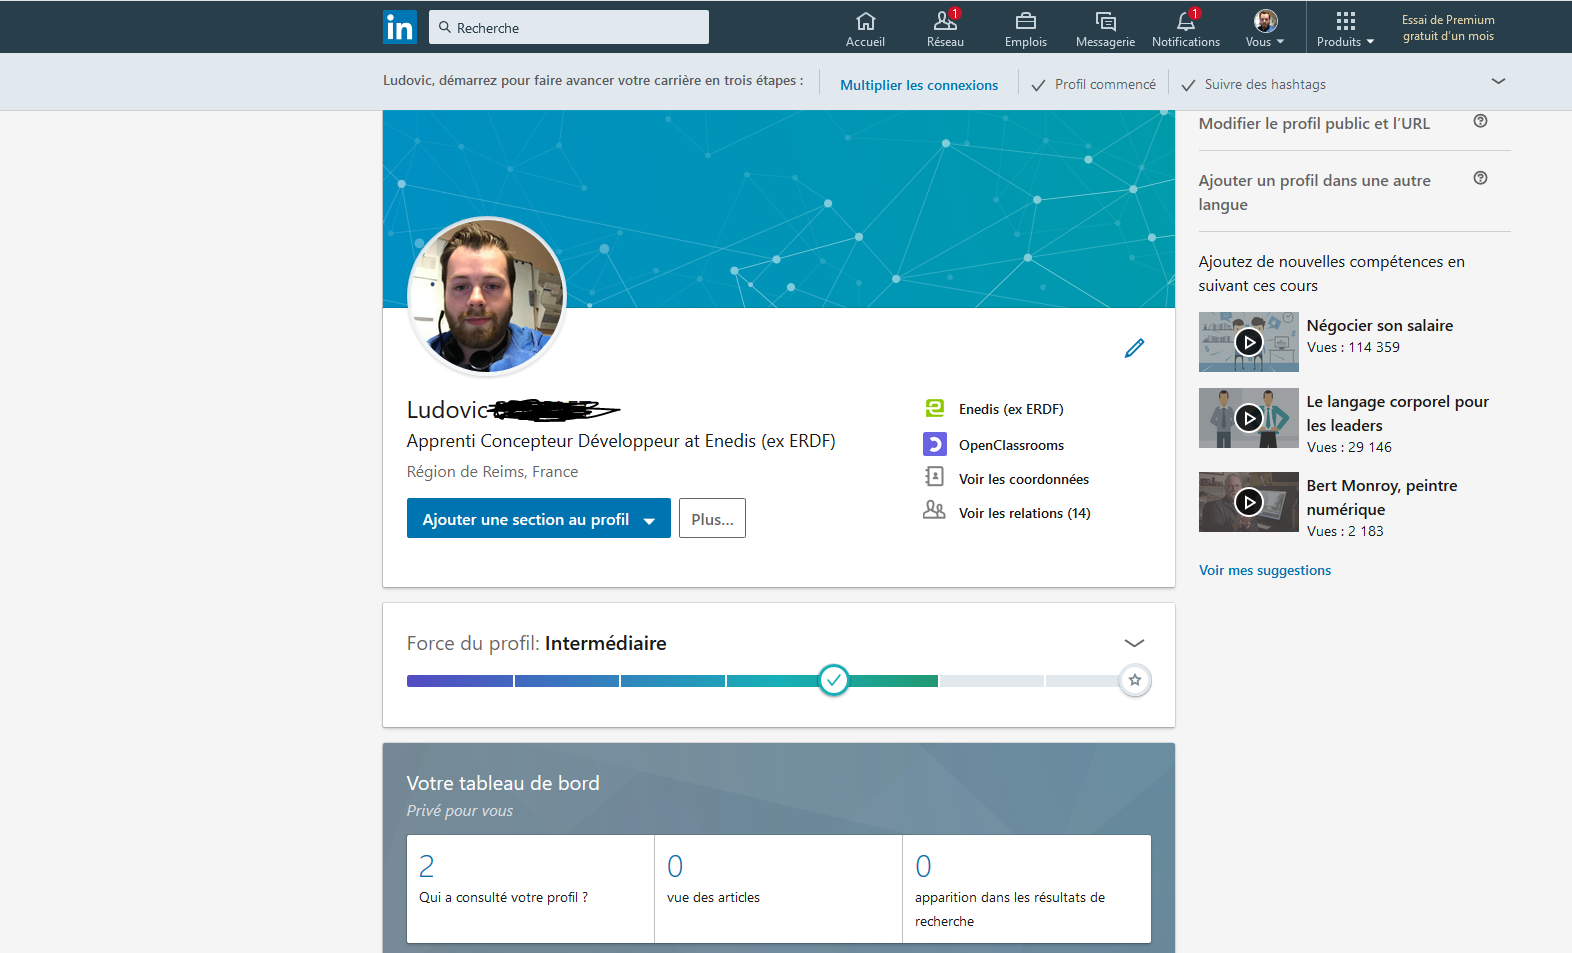 in
Recherche
Accueil
1
Réseau
Emplois
Messagerie
1
Notifications
Vous
Produits
Essai de Premium
gratuit d'un mois
Ludovic, démarrez pour faire avancer votre carrière en trois étapes :
Multiplier les connexions
Profil commencé
Suivre des hashtags
Modifier le profil public et l'URL
Ajouter un profil dans une autre
langue
Ajoutez de nouvelles compétences en
suivant ces cours
Négocier son salaire
Vues : 114 359
Le langage corporel pour
les leaders
Vues : 29 146
Bert Monroy, peintre
numérique
Vues : 2 183
Voir mes suggestions
Ludovic
Apprenti Concepteur Développeur at Enedis (ex ERDF)
Région de Reims, France
Ajouter une section au profil
Plus...
Enedis (ex ERDF)
OpenClassrooms
Voir les coordonnées
Voir les relations (14)
Force du profil: Intermédiaire
Votre tableau de bord
Privé pour vous
2
Qui a consulté votre profil ?
0
vue des articles
0
apparition dans les résultats de
recherche